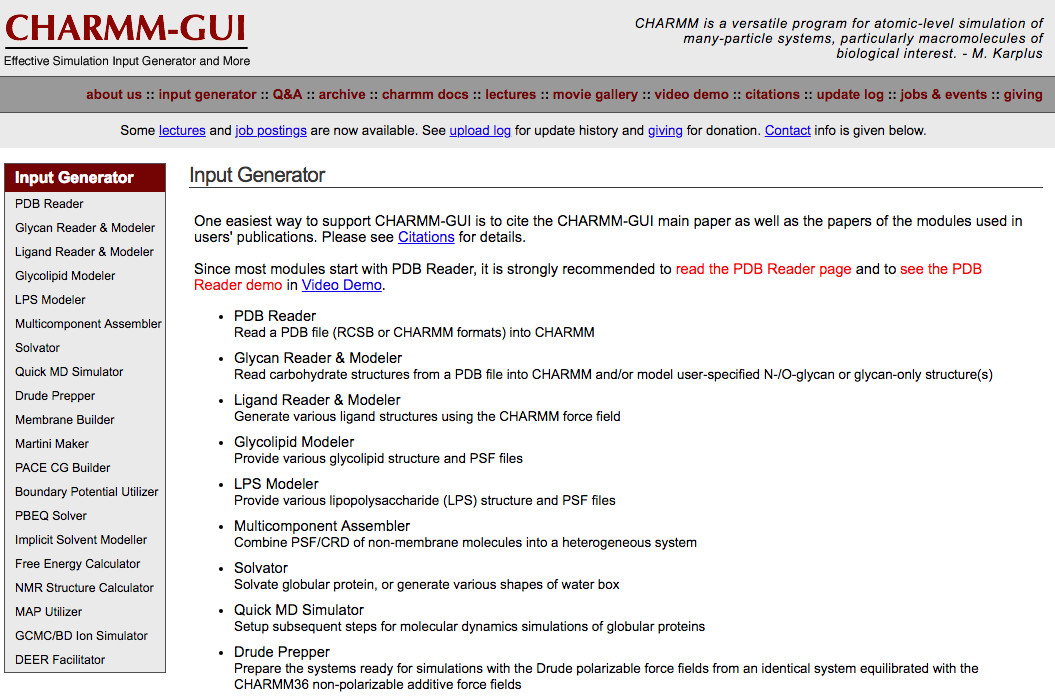 CHARMM-GUI
Effective Simulation Input Generator and More
CHARMM is a versatile program for atomic-level simulation of
many-particle systems, particularly macromolecules of
biological interest. - M. Karplus
about us :: input generator :: Q&A :: archive :: charmm docs :: lectures :: movie gallery :: video demo :: citations :: update log :: jobs & events :: giving
Some lectures and job postings are now available. See upload log for update history and giving for donation. Contact info is given below.
Input Generator
PDB Reader
Glycan Reader & Modeler
Ligand Reader & Modeler
Glycolipid Modeler
LPS Modeler
Multicomponent Assembler
Solvator
Quick MD Simulator
Drude Prepper
Membrane Builder
Martini Maker
PACE CG Builder
Boundary Potential Utilizer
PBEQ Solver
Implicit Solvent Modeller
Free Energy Calculator
NMR Structure Calculator
MAP Utilizer
GCMC/BD Ion Simulator
DEER Facilitator
Input Generator
One easiest way to support CHARMM-GUI is to cite the CHARMM-GUI main paper as well as the papers of the modules used in
users' publications. Please see Citations for details.
Since most modules start with PDB Reader, it is strongly recommended to read the PDB Reader page and to see the PDB
Reader demo in Video Demo.
• PDB Reader
Read a PDB file (RCSB or CHARMM formats) into CHARMM
• Glycan Reader & Modeler
Read carbohydrate structures from a PDB file into CHARMM and/or model user-specified N-/O-glycan or glycan-only structure(s)
• Ligand Reader & Modeler
Generate various ligand structures using the CHARMM force field
• Glycolipid Modeler
Provide various glycolipid structure and PSF files
• LPS Modeler
Provide various lipopolysaccharide (LPS) structure and PSF files
• Multicomponent Assembler
Combine PSF/CRD of non-membrane molecules into a heterogeneous system
• Solvator
Solvate globular protein, or generate various shapes of water box
• Quick MD Simulator
Setup subsequent steps for molecular dynamics simulations of globular proteins
• Drude Prepper
Prepare the systems ready for simulations with the Drude polarizable force fields from an identical system equilibrated with the
CHARMM36 non-polarizable additive force fields